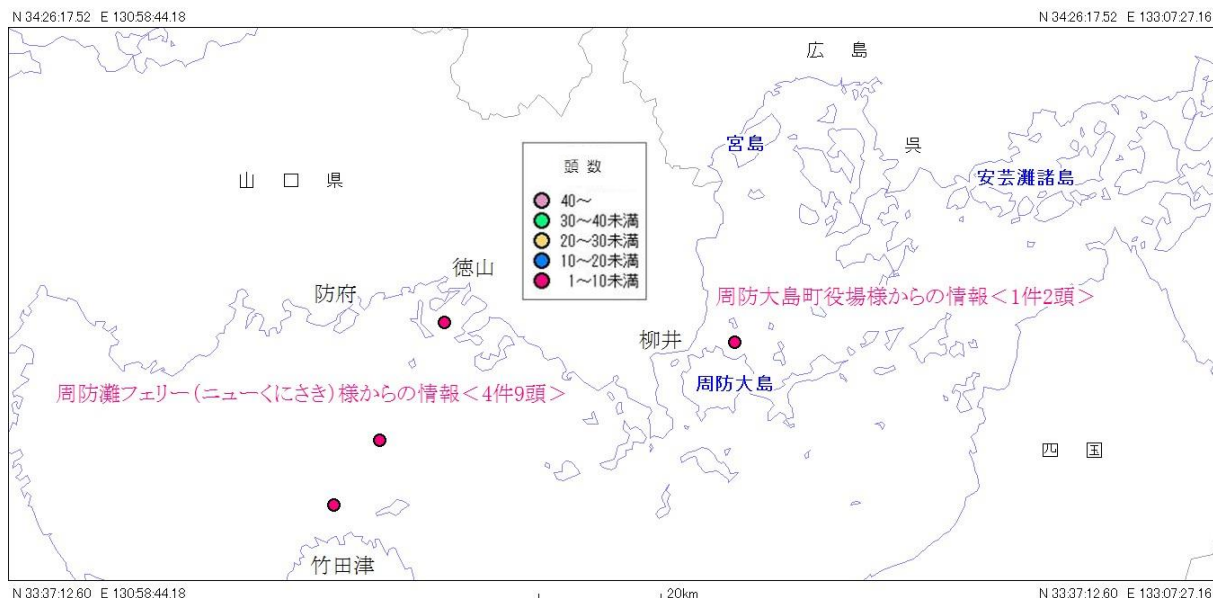 N 34:26:17.52 E 130:58:44.18
N 34:26:17.52 E 133:07:27.16
広 島
宮島
呉
頭 数
安芸灘諸島
山 口 県
40～
30～40未満
20～30未満
10～20未満
1～10未満
徳山
防府
周防大島町役場様からの情報＜1件2頭＞
柳井
周防大島
周防灘フェリー(ニューくにさき)様からの情報＜4件9頭＞
四 国
竹田津
N 33:37:12.60 E 130:58:44.18
20km
N 33:37:12.60 E 133:07:27.16